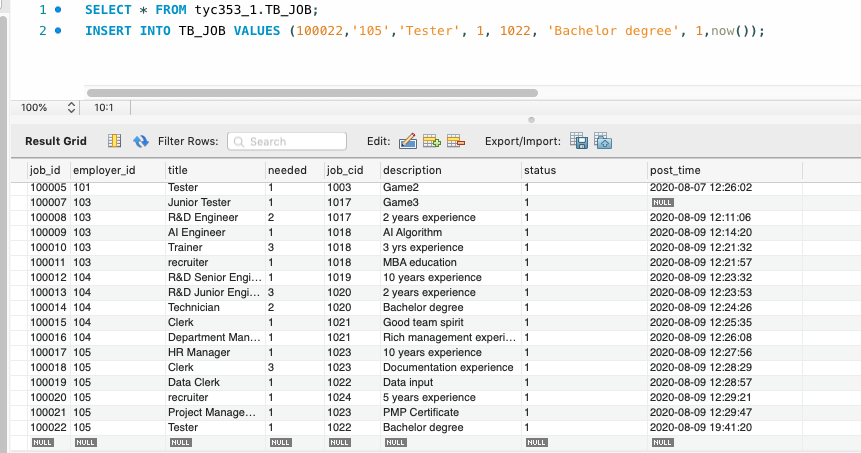 1 SELECT * FROM tyc353_1.TB_JOB;
2 INSERT INTO TB_JOB VALUES (100022,'105','Tester', 1, 1022, 'Bachelor degree', 1,now());
100% 10:1
Result Grid Filter Rows: Search Edit: Export/Import:
job_id employer_id title needed job_cid description status post_time
100005 101 Tester 1 1003 Game2 1 2020-08-07 12:26:02
100007 103 Junior Tester 1 1017 Game3 1 NULL
100008 103 R&D Engineer 2 1017 2 years experience 1 2020-08-09 12:11:06
100009 103 AI Engineer 1 1018 AI Algorithm 1 2020-08-09 12:14:20
100010 103 Trainer 3 1018 3 yrs experience 1 2020-08-09 12:21:32
100011 103 recruiter 1 1018 MBA education 1 2020-08-09 12:21:57
100012 104 R&D Senior Engi... 1 1019 10 years experience 1 2020-08-09 12:23:32
100013 104 R&D Junior Engi... 3 1020 2 years experience 1 2020-08-09 12:23:53
100014 104 Technician 2 1020 Bachelor degree 1 2020-08-09 12:24:26
100015 104 Clerk 1 1021 Good team spirit 1 2020-08-09 12:25:35
100016 104 Department Man... 1 1021 Rich management experi... 1 2020-08-09 12:26:08
100017 105 HR Manager 1 1023 10 years experience 1 2020-08-09 12:27:56
100018 105 Clerk 3 1023 Documentation experience 1 2020-08-09 12:28:29
100019 105 Data Clerk 1 1022 Data input 1 2020-08-09 12:28:57
100020 105 recruiter 1 1024 5 years experience 1 2020-08-09 12:29:21
100021 105 Project Manage... 1 1023 PMP Certificate 1 2020-08-09 12:29:47
100022 105 Tester 1 1022 Bachelor degree 1 2020-08-09 19:41:20
NULL NULL NULL NULL NULL NULL NULL NULL